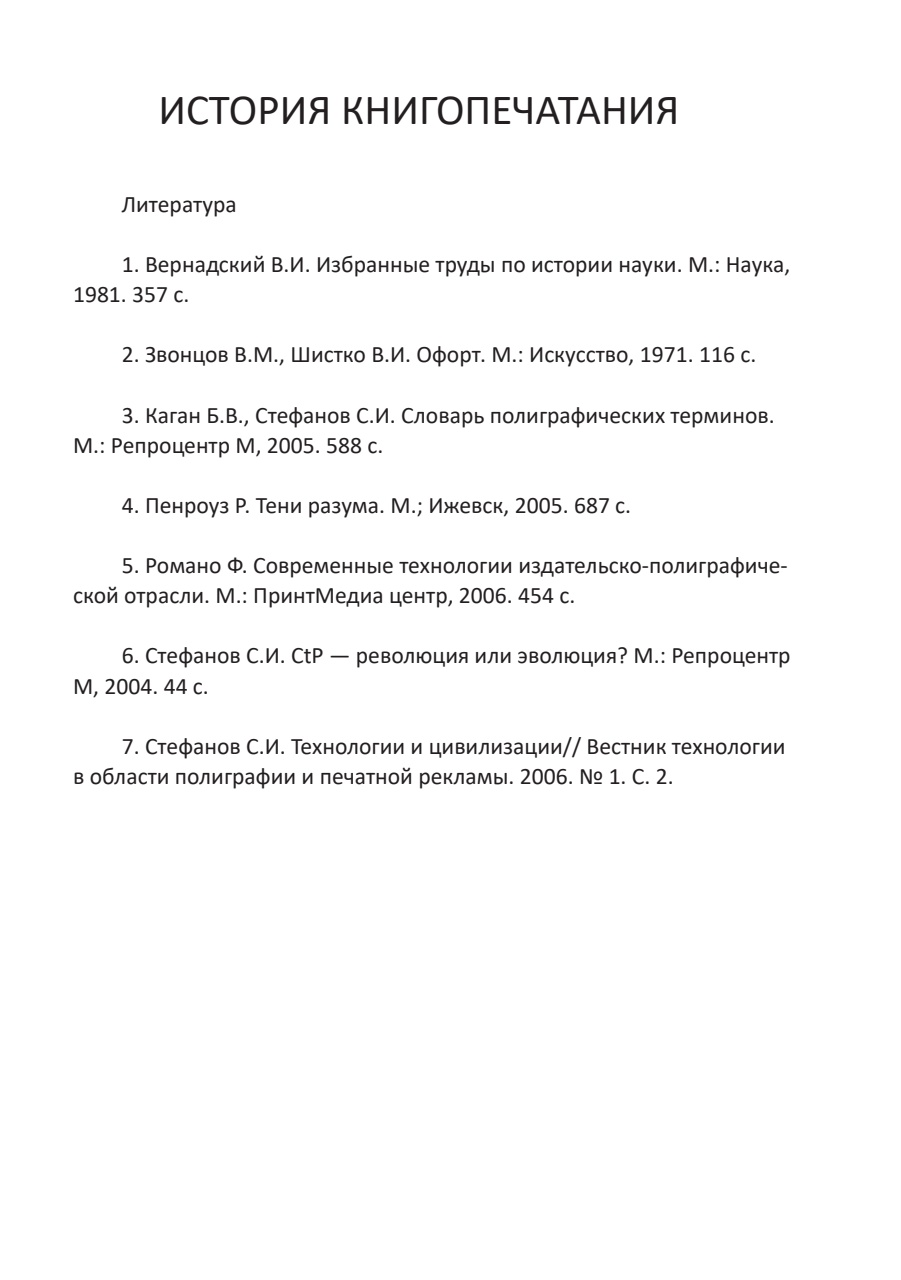 ИСТОРИЯ КНИГОПЕЧАТАНИЯ
Литература
1. Вернадский В.И. Избранные труды по истории науки. М.: Наука,
1981. 357 с.
2. Звонцов В.М., Шистко В.И. Офорт. М.: Искусство, 1971. 116 с.
3. Каган Б.В., Стефанов С.И. Словарь полиграфических терминов.
М.: Репроцентр М, 2005. 588 с.
4. Пенроуз Р. Тени разума. М.; Ижевск, 2005. 687 с.
5. Романо Ф. Современные технологии издательско-полиграфиче-
ской отрасли. М.: ПринтМедиа центр, 2006. 454 с.
6. Стефанов С.И. CtP — революция или эволюция? М.: Репроцентр
М, 2004. 44 с.
7. Стефанов С.И. Технологии и цивилизации// Вестник технологии
в области полиграфии и печатной рекламы. 2006. № 1. С. 2.